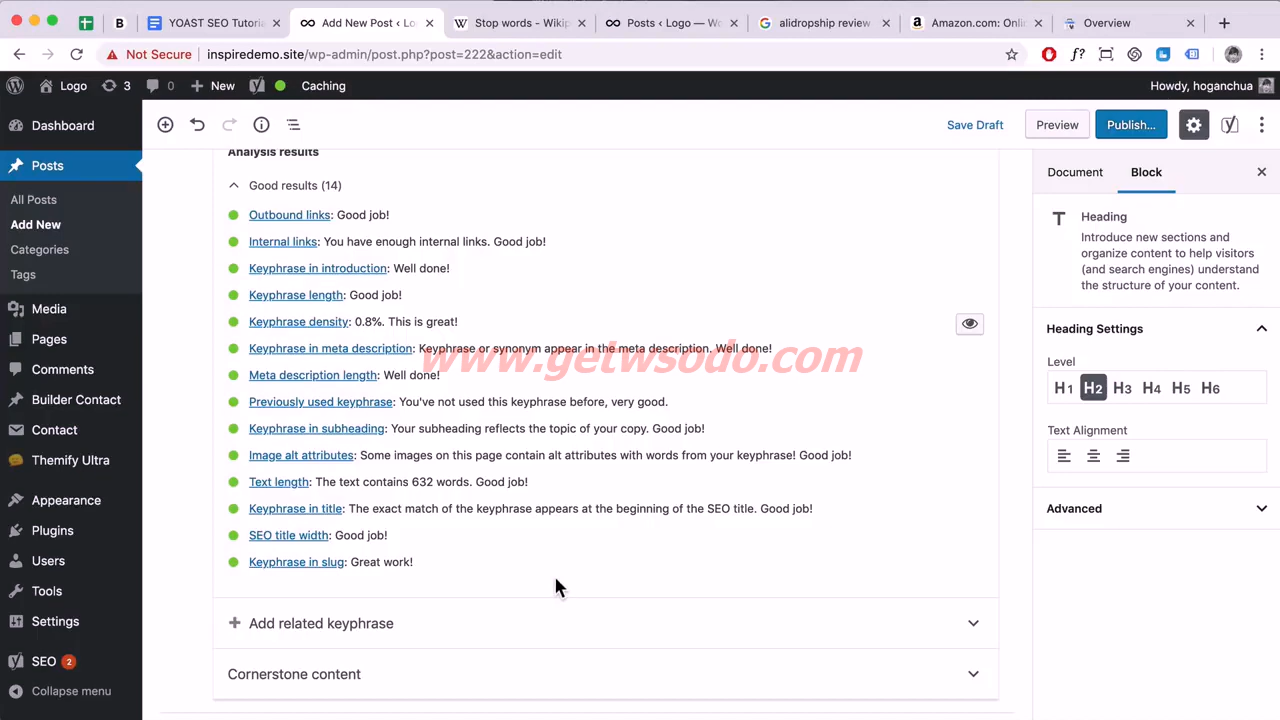 YOAST SEO Tutoria
Add New Post ‹ Lo
Stop words - Wikip
Posts ‹ Logo — Wo
alidropship review
Amazon.com: Onli
Overview
Not Secure
inspiredemo.site/wp-admin/post.php?post=222&action=edit
Logo
3
0
New
Caching
Howdy, hoganchua
Dashboard
Posts
All Posts
Add New
Categories
Tags
Media
Pages
Comments
Builder Contact
Contact
Themify Ultra
Appearance
Plugins
Users
Tools
Settings
SEO 2
Collapse menu
Save Draft
Preview
Publish...
Analysis results
Good results (14)
Outbound links: Good job!
Internal links: You have enough internal links. Good job!
Keyphrase in introduction: Well done!
Keyphrase length: Good job!
Keyphrase density: 0.8%. This is great!
Keyphrase in meta description: Keyphrase or synonym appear in the meta description. Well done!
www.getwsodo.com
Meta description length: Well done!
Previously used keyphrase: You've not used this keyphrase before, very good.
Keyphrase in subheading: Your subheading reflects the topic of your copy. Good job!
Image alt attributes: Some images on this page contain alt attributes with words from your keyphrase! Good job!
Text length: The text contains 632 words. Good job!
Keyphrase in title: The exact match of the keyphrase appears at the beginning of the SEO title. Good job!
SEO title width: Good job!
Keyphrase in slug: Great work!
Add related keyphrase
Cornerstone content
Document
Block
Heading
Introduce new sections and
organize content to help visitors
(and search engines) understand
the structure of your content.
Heading Settings
Level
H1 H2 H3 H4 H5 H6
Text Alignment
Advanced